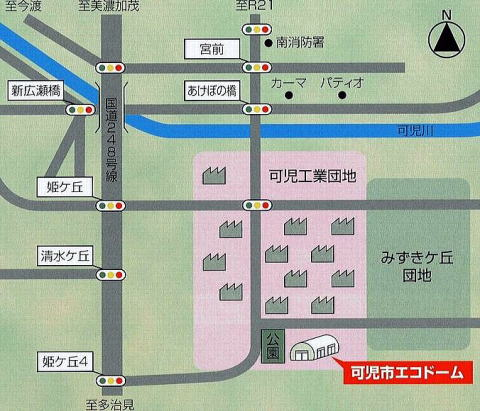 至今渡
至美濃加茂
至R21
N
南消防署
宮前
カーマ
パティオ
新広瀬橋
あけぼの橋
国道248号線
可児川
可児工業団地
姫ケ丘
清水ケ丘
みずきケ丘
団地
公園
姫ケ丘4
可児市エコドーム
至多治見